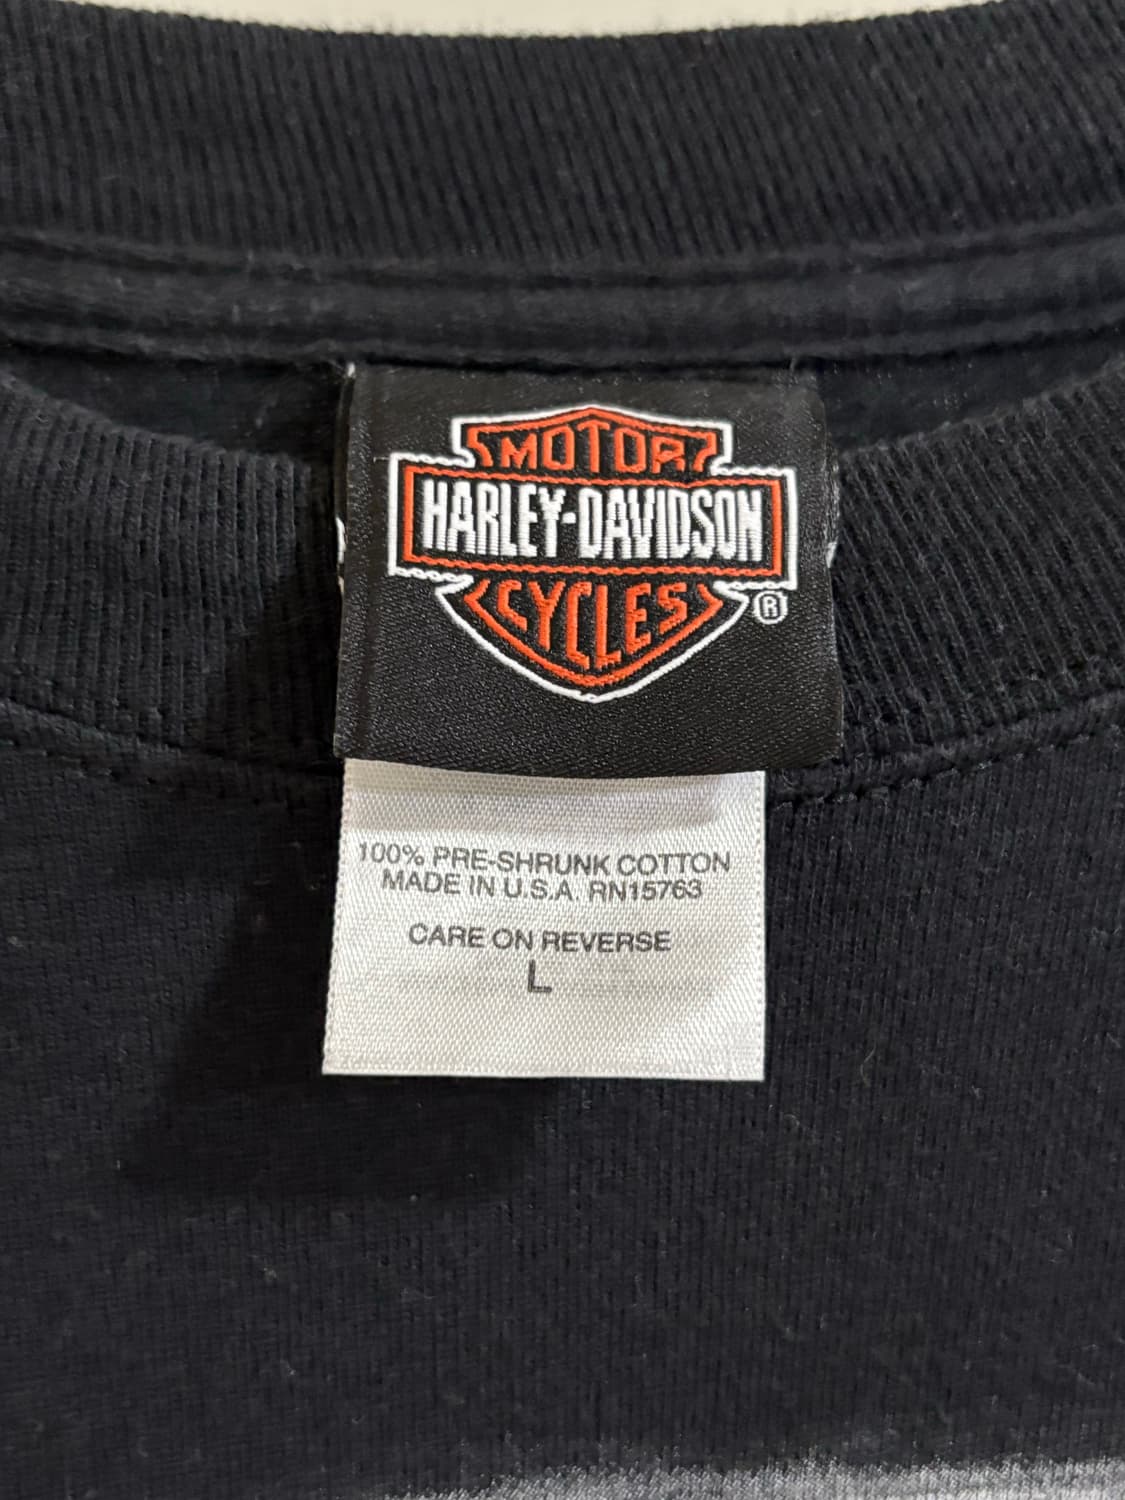 MOTOR
HARLEY-DAVIDSON
CYCLES
®
100% PRE-SHRUNK COTTON
MADE IN U.S.A. RN15763
CARE ON REVERSE
L